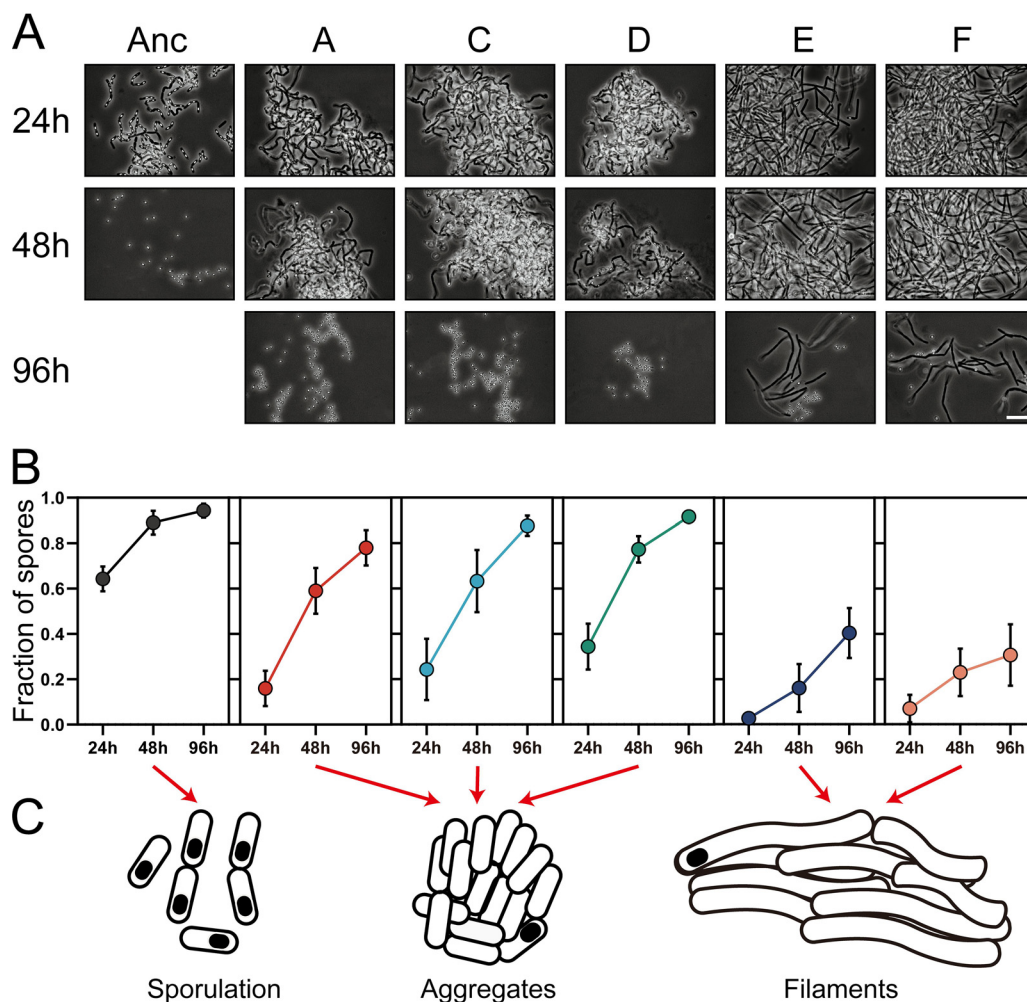 A
Anc A C D E F
24h
48h
96h
B
Fraction of spores
1.0
0.8
0.6
0.4
0.2
0.0
24h 48h 96h 24h 48h 96h 24h 48h 96h 24h 48h 96h 24h 48h 96h 24h 48h 96h
C
Sporulation Aggregates Filaments